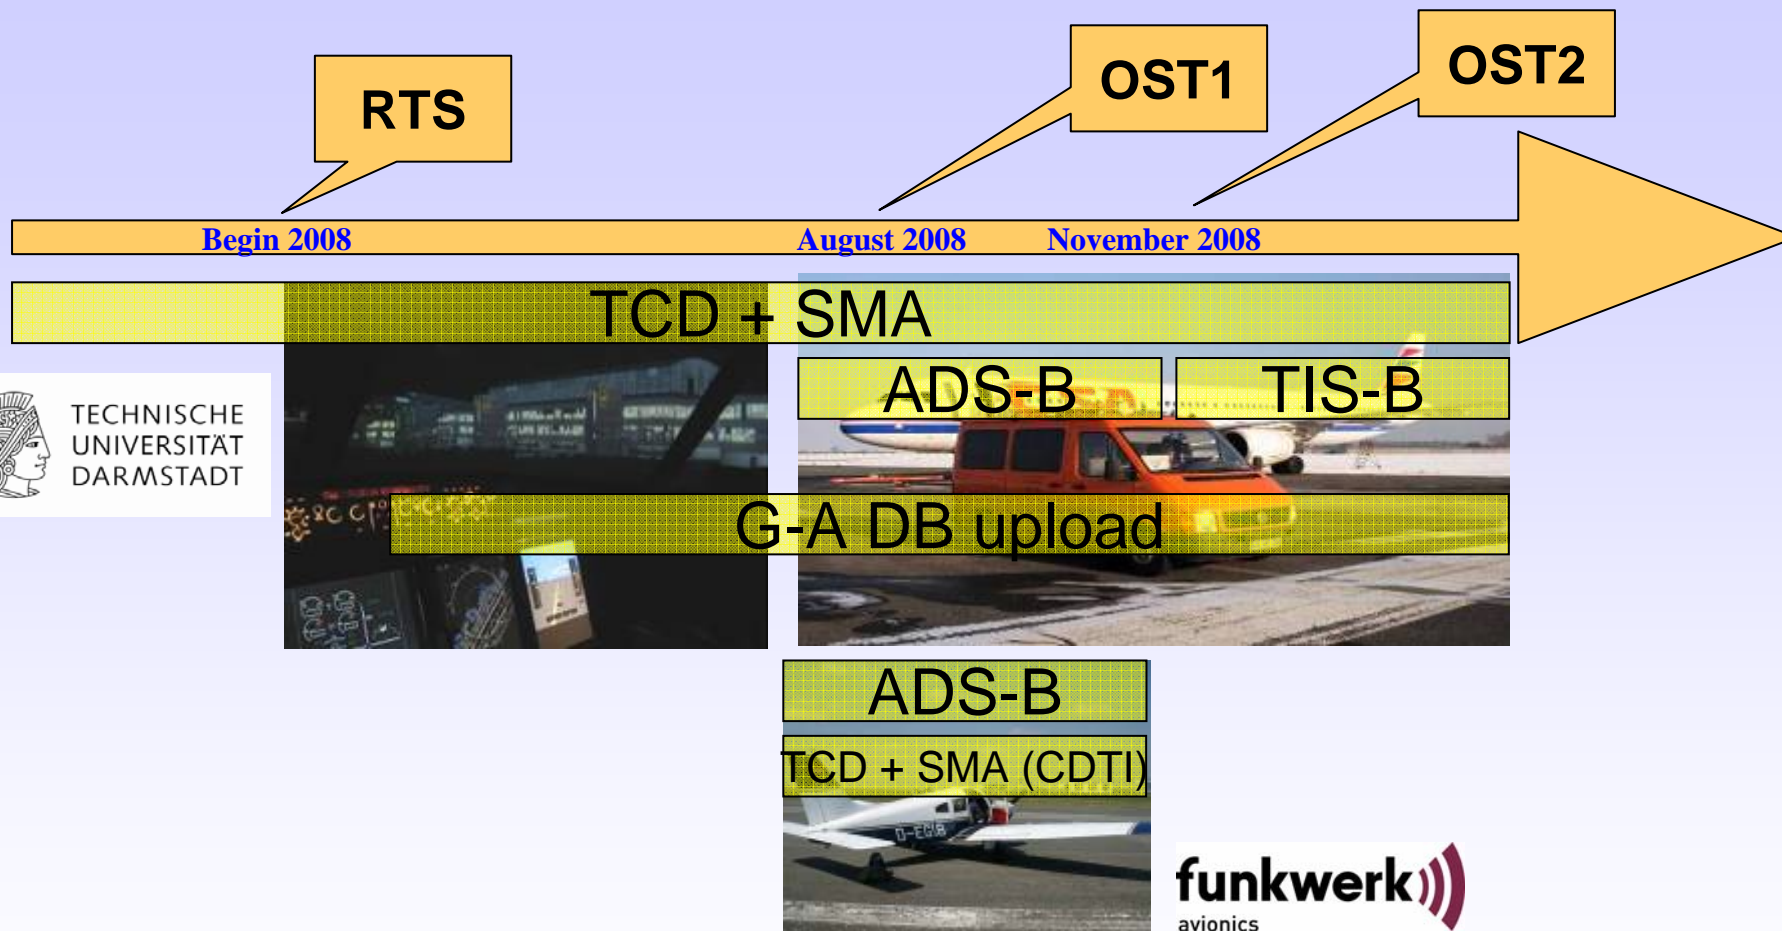 RTS
OST1
OST2
Begin 2008
August 2008
November 2008
TCD + SMA
ADS-B
TIS-B
TECHNISCHE
UNIVERSITÄT
DARMSTADT
G-A DB upload
ADS-B
TCD + SMA (CDTI)
D-EGIB
funkwerk
avionics